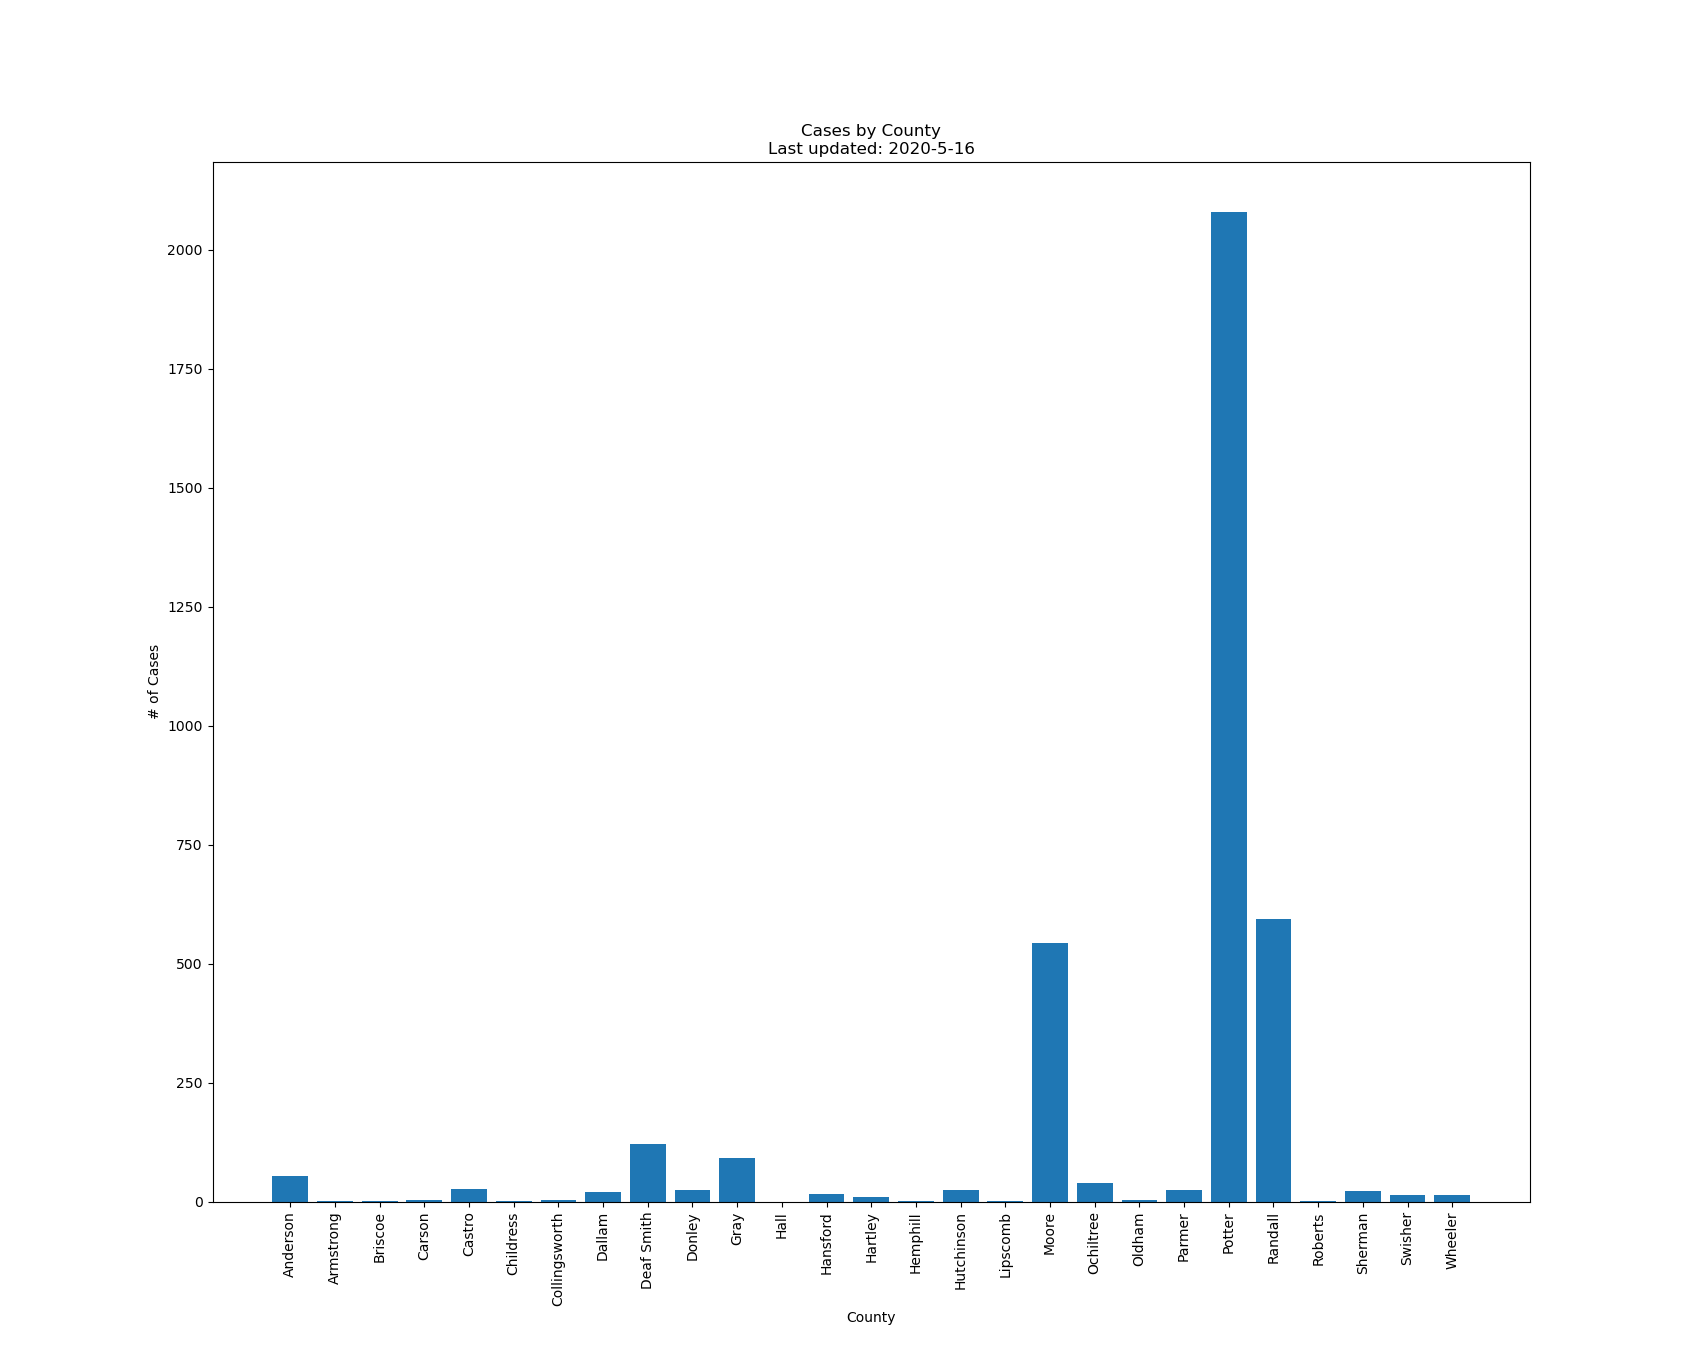 Cases by County
Last updated: 2020-5-16
2000
1750
1500
1250
1000
750
500
250
0
# of Cases
Anderson
Armstrong
Briscoe
Carson
Castro
Childress
Collingsworth
Dallam
Deaf Smith
Donley
Gray
Hall
Hansford
Hartley
Hemphill
Hutchinson
Lipscomb
Moore
Ochiltree
Oldham
Parmer
Potter
Randall
Roberts
Sherman
Swisher
Wheeler
County